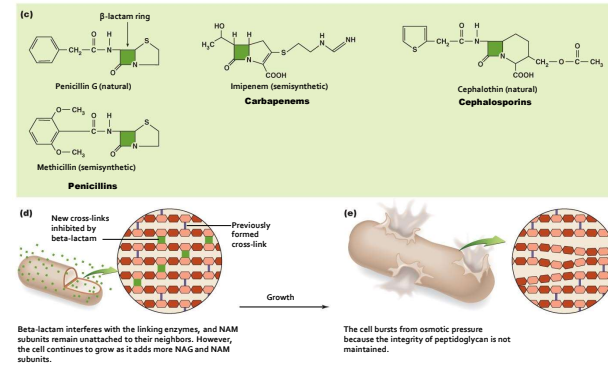 (c)
β-lactam ring
Penicillin G (natural)
Imipenem (semisynthetic)
Carbapenems
Cephalothin (natural)
Cephalosporins
Methicillin (semisynthetic)
Penicillins
CH₂
O
C
H
N
S
O
N
HO
H₃C
H
H
O
N
S
H
N
NH
COOH
S
CH₂
O
C
H
N
O
N
COOH
CH₂
O
C
O
CH₃
O
CH₃
O
C
H
N
S
O
N
O
CH₃
(d)
New cross-links
inhibited by
beta-lactam
Previously
formed
cross-link
(e)
Growth
Beta-lactam interferes with the linking enzymes, and NAM
subunits remain unattached to their neighbors. However,
the cell continues to grow as it adds more NAG and NAM
subunits.
The cell bursts from osmotic pressure
because the integrity of peptidoglycan is not
maintained.